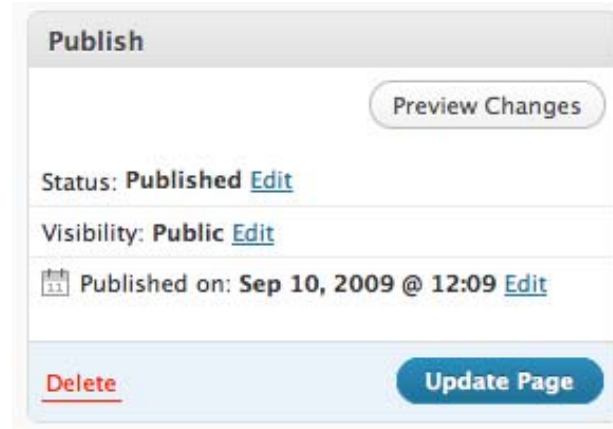 Publish
Preview Changes
Status: Published Edit
Visibility: Public Edit
11 Published on: Sep 10, 2009 @ 12:09 Edit
Delete Update Page